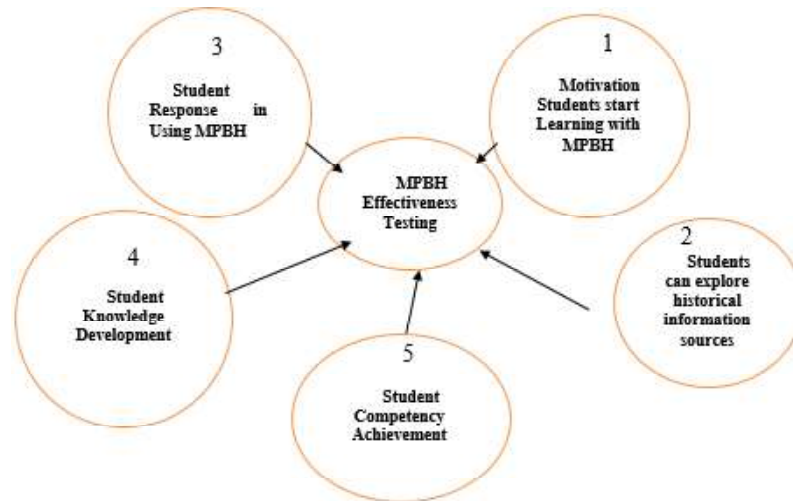 3
Student
Response in
Using MPBH
1
Motivation
Students start
Learning with
MPBH
MPBH
Effectiveness
Testing
4
Student
Knowledge
Development
2
Students
can explore
historical
information
sources
5
Student
Competency
Achievement